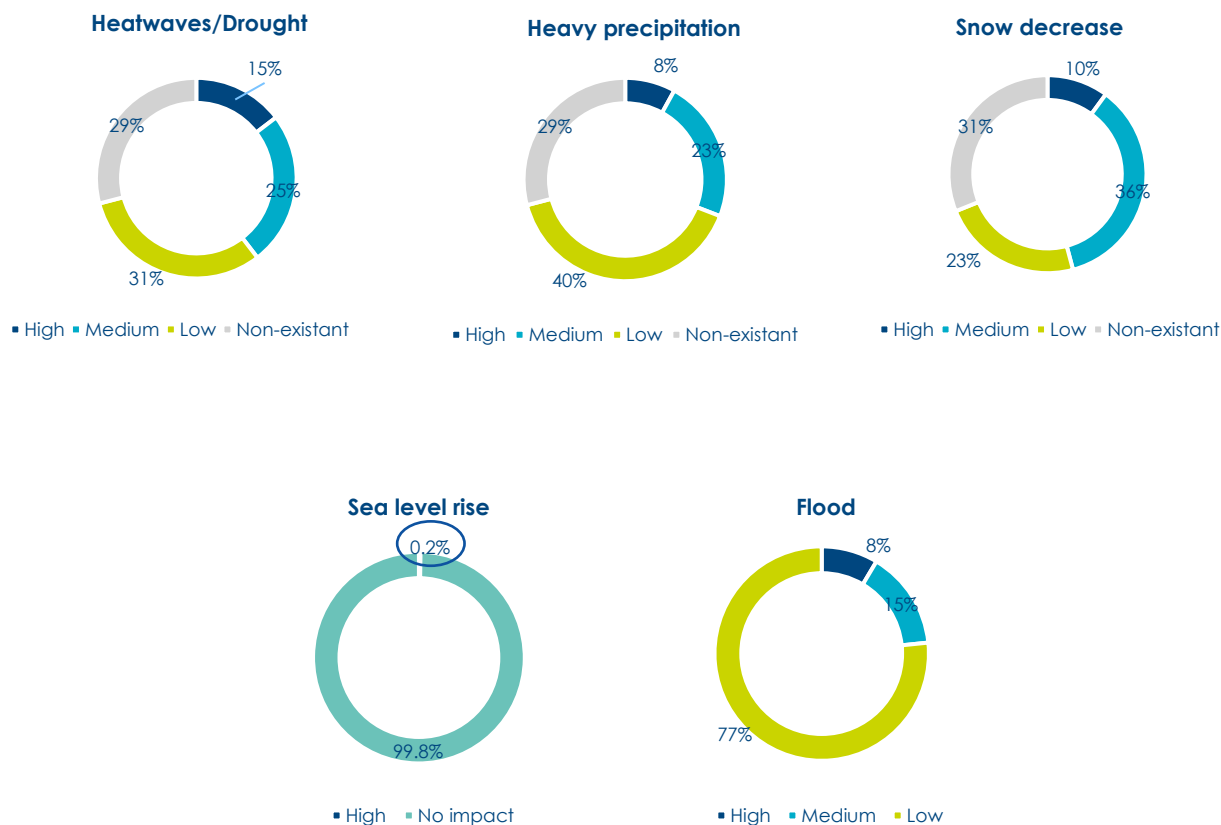 Heatwaves/Drought
15%
29%
25%
31%
High Medium Low Non-existant
Heavy precipitation
8%
29%
23%
40%
High Medium Low Non-existant
Snow decrease
10%
31%
36%
23%
High Medium Low Non-existant
Sea level rise
0.2%
99.8%
High No impact
Flood
8%
15%
77%
High Medium Low